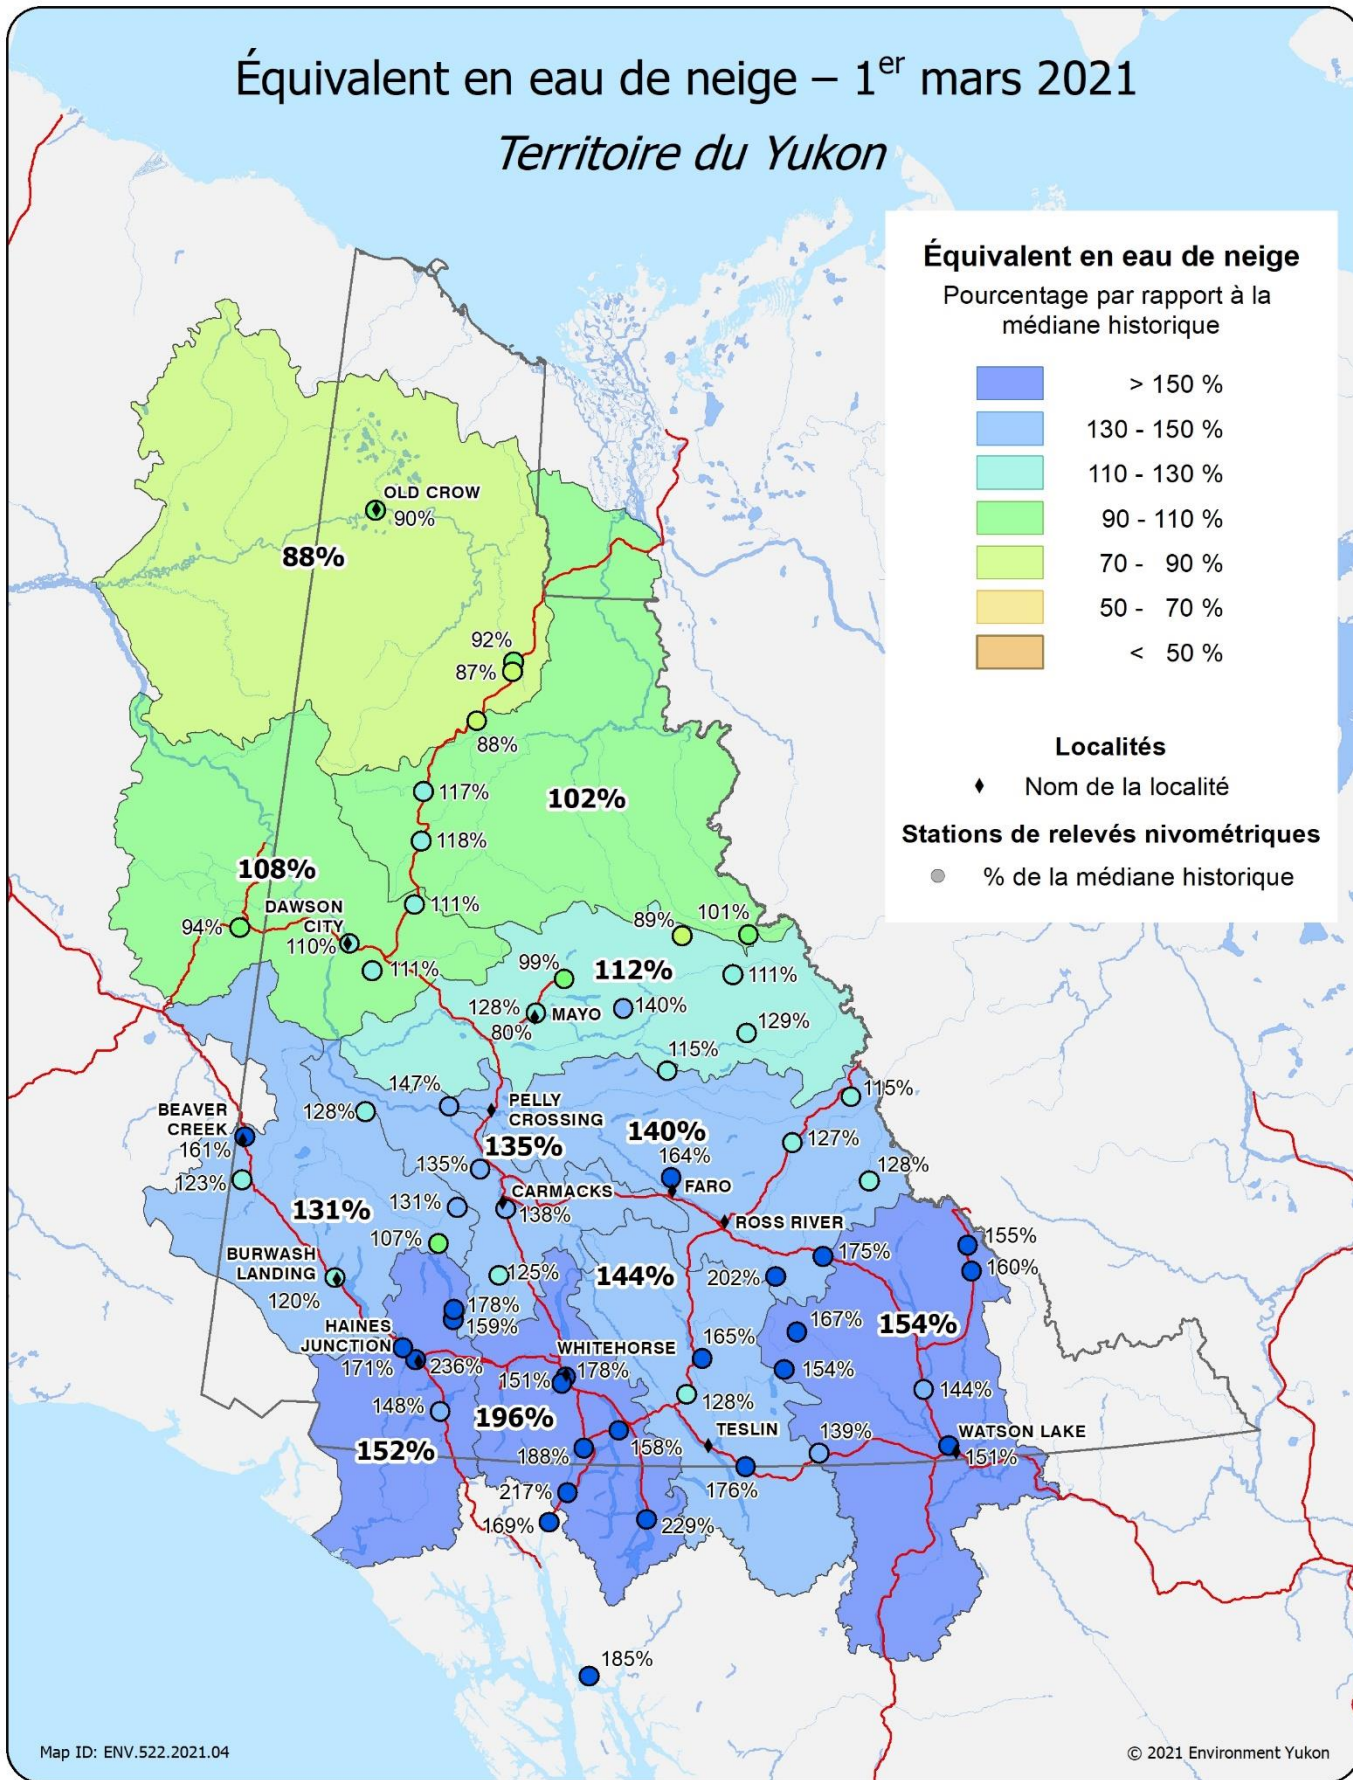 Équivalent en eau de neige – 1er mars 2021
Territoire du Yukon
Équivalent en eau de neige
Pourcentage par rapport à la
médiane historique
> 150 %
130 - 150 %
110 - 130 %
90 - 110 %
70 - 90 %
50 - 70 %
< 50 %
Localités
Nom de la localité
Stations de relevés nivométriques
% de la médiane historique
OLD CROW
90%
88%
92%
87%
88%
117%
102%
118%
108%
DAWSON
CITY
111%
94%
110%
111%
89%
101%
99%
112%
111%
128%
MAYO
140%
80%
129%
115%
147%
PELLY
CROSSING
115%
BEAVER
CREEK
128%
161%
135%
140%
127%
123%
135%
164%
128%
FARO
131%
131%
CARMACKS
138%
ROSS RIVER
107%
155%
BURWASH
LANDING
125%
144%
175%
160%
120%
202%
178%
159%
HAINES
JUNCTION
167%
154%
171%
236%
WHITEHORSE
178%
165%
151%
154%
148%
196%
128%
144%
152%
TESLIN
139%
WATSON LAKE
188%
158%
151%
176%
217%
169%
229%
185%
Map ID: ENV.522.2021.04
© 2021 Environment Yukon